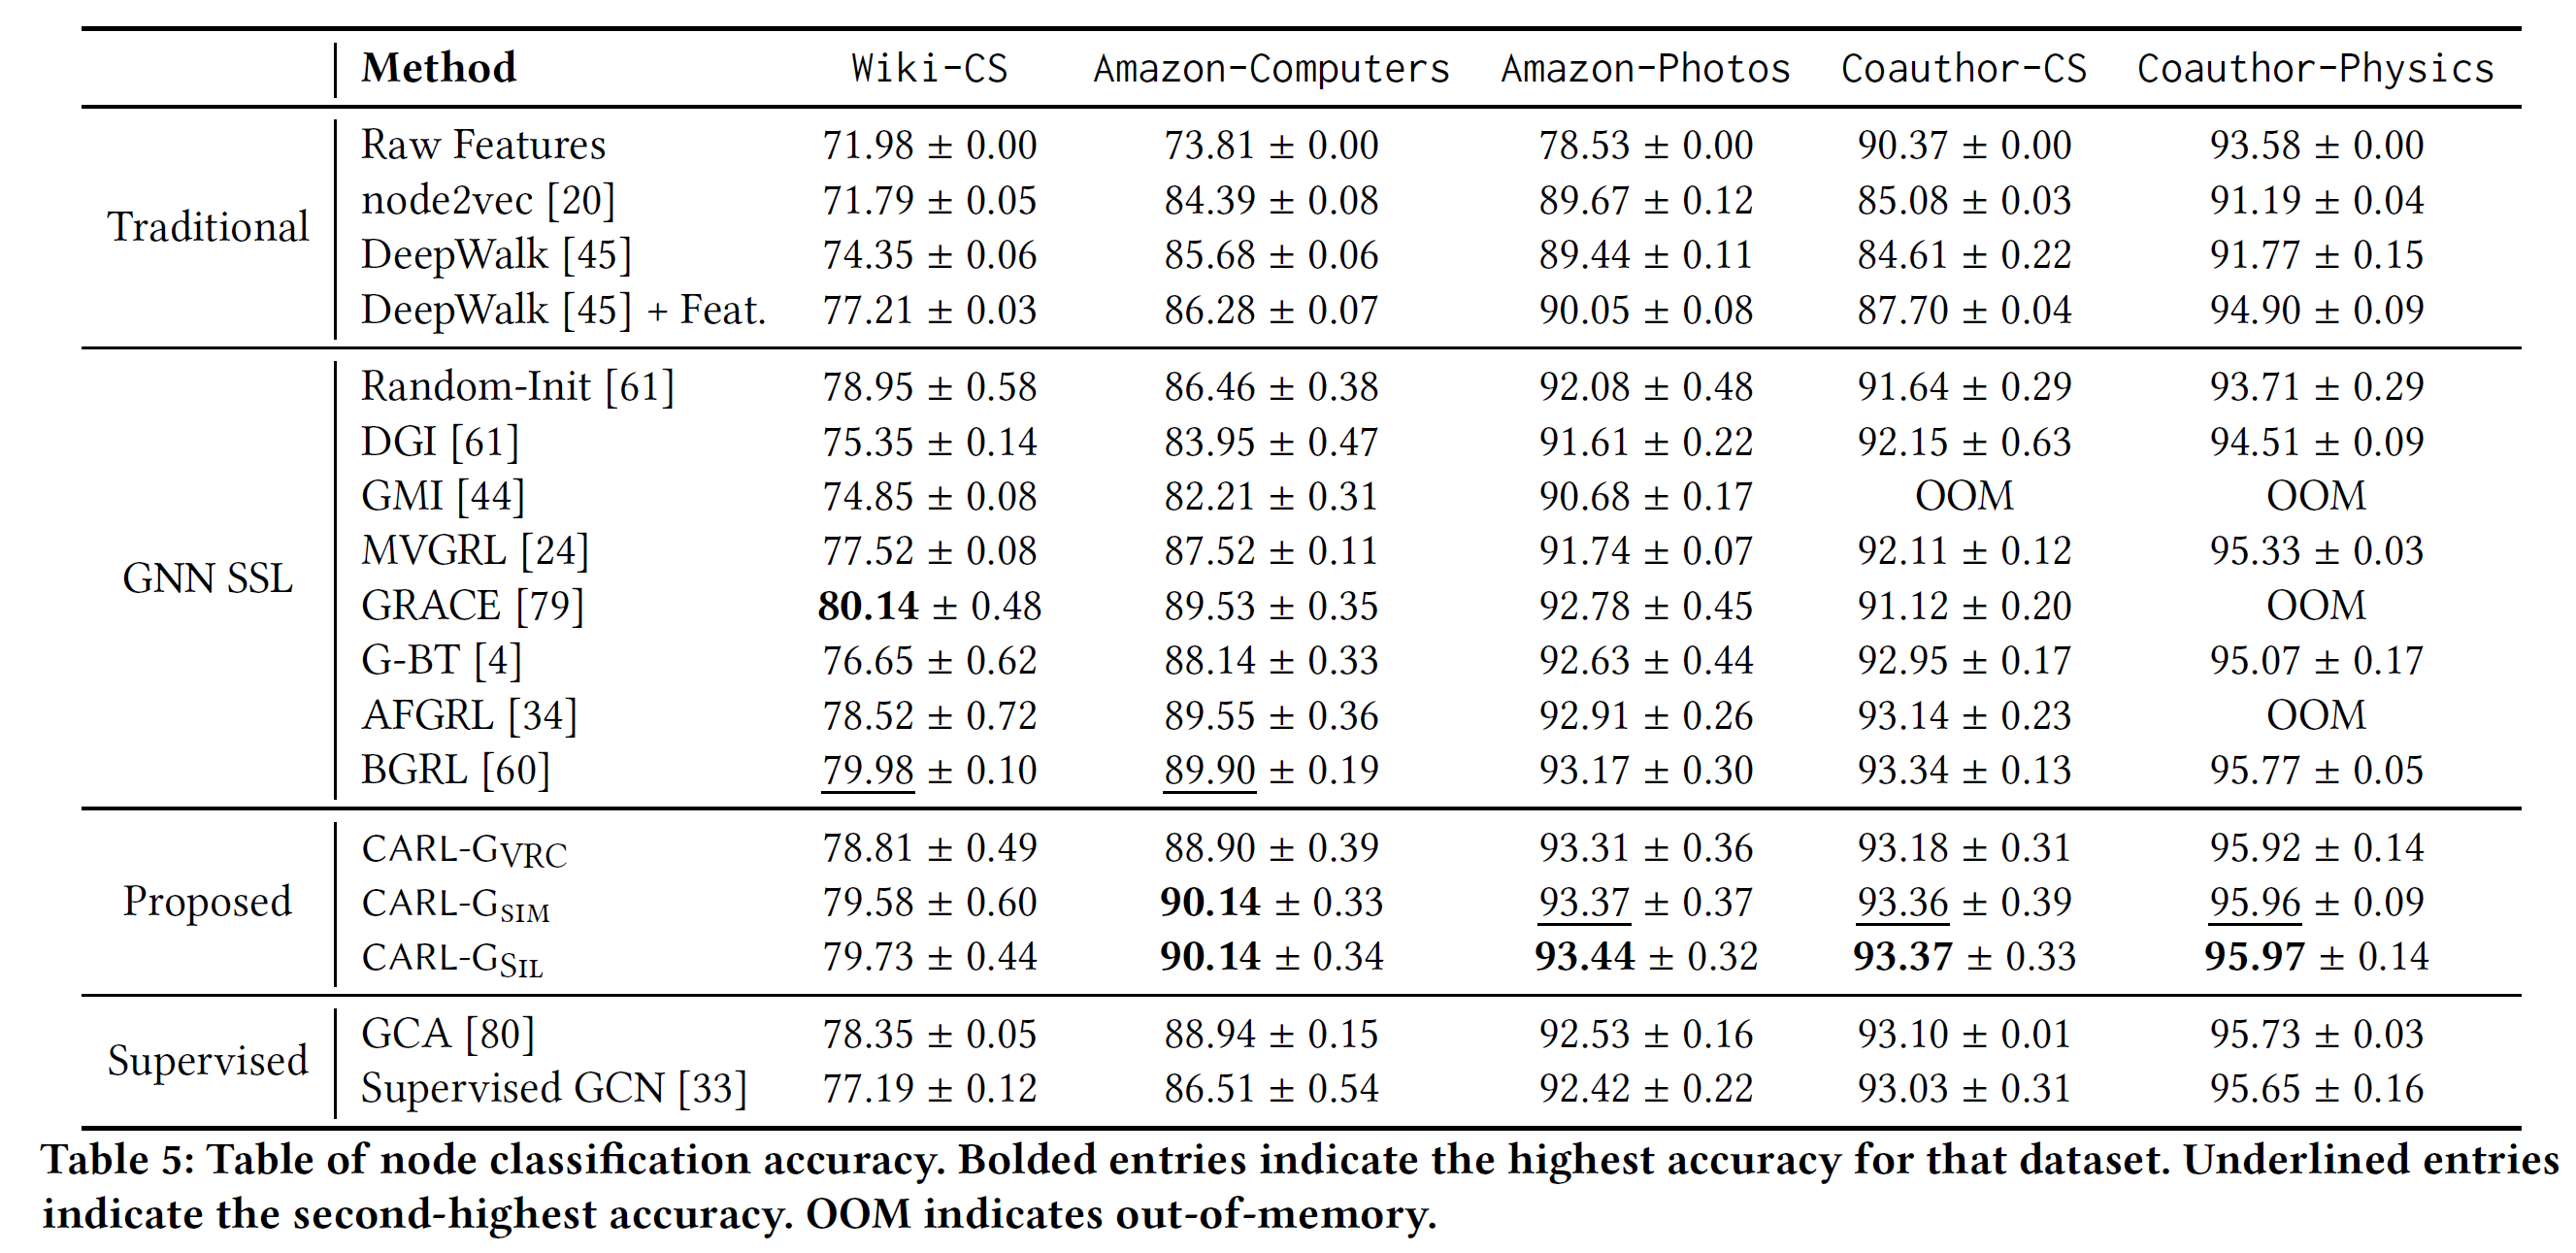 Method Wiki-CS Amazon-Computers Amazon-Photos Coauthor-CS Coauthor-Physics
Traditional
Raw Features 71.98 ± 0.00 73.81 ± 0.00 78.53 ± 0.00 90.37 ± 0.00 93.58 ± 0.00
node2vec [20] 71.79 ± 0.05 84.39 ± 0.08 89.67 ± 0.12 85.08 ± 0.03 91.19 ± 0.04
DeepWalk [45] 74.35 ± 0.06 85.68 ± 0.06 89.44 ± 0.11 84.61 ± 0.22 91.77 ± 0.15
DeepWalk [45] + Feat. 77.21 ± 0.03 86.28 ± 0.07 90.05 ± 0.08 87.70 ± 0.04 94.90 ± 0.09
GNN SSL
Random-Init [61] 78.95 ± 0.58 86.46 ± 0.38 92.08 ± 0.48 91.64 ± 0.29 93.71 ± 0.29
DGI [61] 75.35 ± 0.14 83.95 ± 0.47 91.61 ± 0.22 92.15 ± 0.63 94.51 ± 0.09
GMI [44] 74.85 ± 0.08 82.21 ± 0.31 90.68 ± 0.17 OOM OOM
MVGRL [24] 77.52 ± 0.08 87.52 ± 0.11 91.74 ± 0.07 92.11 ± 0.12 95.33 ± 0.03
GRACE [79] 80.14 ± 0.48 89.53 ± 0.35 92.78 ± 0.45 91.12 ± 0.20 OOM
G-BT [4] 76.65 ± 0.62 88.14 ± 0.33 92.63 ± 0.44 92.95 ± 0.17 95.07 ± 0.17
AFGRL [34] 78.52 ± 0.72 89.55 ± 0.36 92.91 ± 0.26 93.14 ± 0.23 OOM
BGRL [60] 79.98 ± 0.10 89.90 ± 0.19 93.17 ± 0.30 93.34 ± 0.13 95.77 ± 0.05
Proposed
CARL-GVRC 78.81 ± 0.49 88.90 ± 0.39 93.31 ± 0.36 93.18 ± 0.31 95.92 ± 0.14
CARL-GSIM 79.58 ± 0.60 90.14 ± 0.33 93.37 ± 0.37 93.36 ± 0.39 95.96 ± 0.09
CARL-GSIL 79.73 ± 0.44 90.14 ± 0.34 93.44 ± 0.32 93.37 ± 0.33 95.97 ± 0.14
Supervised
GCA [80] 78.35 ± 0.05 88.94 ± 0.15 92.53 ± 0.16 93.10 ± 0.01 95.73 ± 0.03
Supervised GCN [33] 77.19 ± 0.12 86.51 ± 0.54 92.42 ± 0.22 93.03 ± 0.31 95.65 ± 0.16
Table 5: Table of node classification accuracy. Bolded entries indicate the highest accuracy for that dataset. Underlined entries
indicate the second-highest accuracy. OOM indicates out-of-memory.